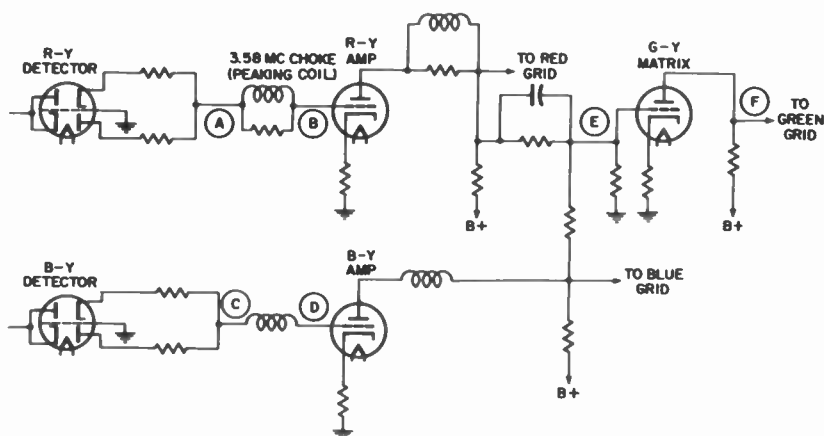 R-Y
DETECTOR
3.58 MC CHOKE
(PEAKING COIL)
R-Y
AMP
TO RED
GRID
G-Y
MATRIX
A
B
E
F
TO
GREEN
GRID
B+
B+
B-Y
DETECTOR
B-Y
AMP
C
D
TO BLUE
GRID
B+